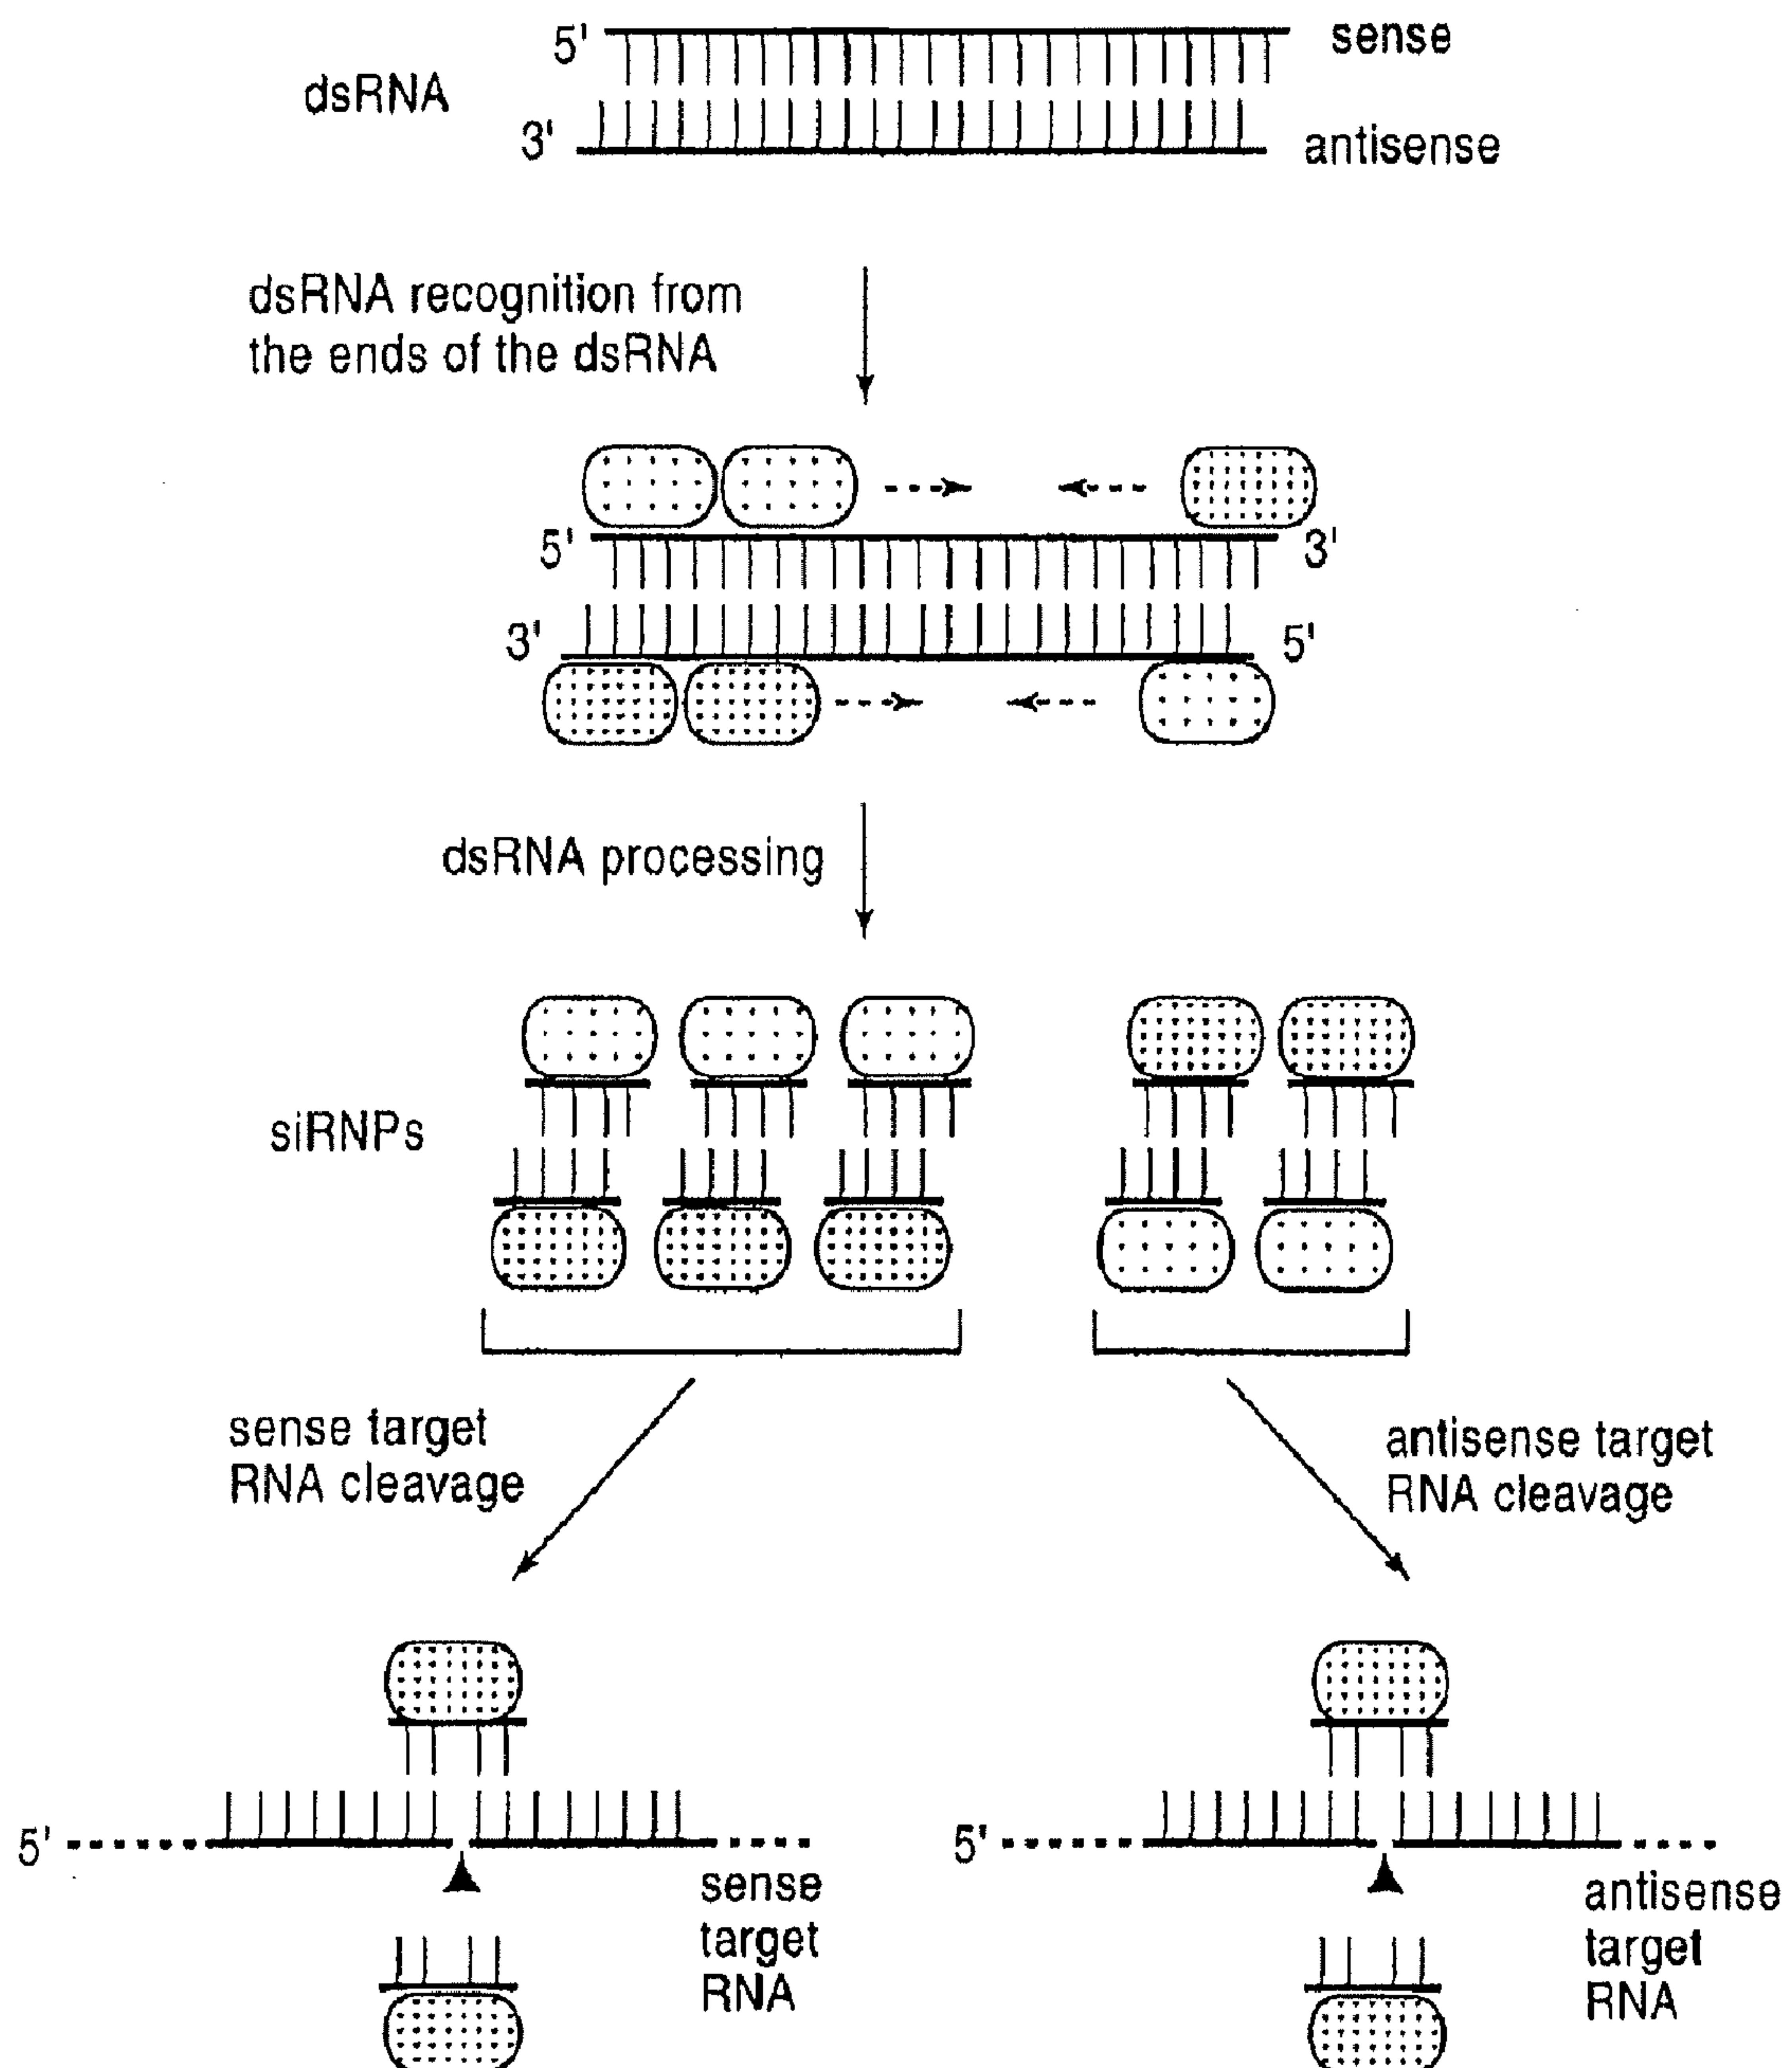 5' sense
dsRNA
3' antisense
dsRNA recognition from
the ends of the dsRNA
5' 3'
3' 5'
dsRNA processing
siRNPs
sense target
RNA cleavage
antisense target
RNA cleavage
5'
sense
target
RNA
5'
antisense
target
RNA